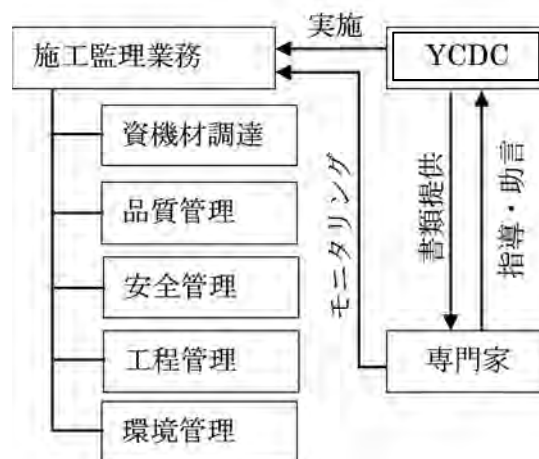 実施
施工監理業務
YCDC
資機材調達
品質管理
安全管理
工程管理
環境管理
モニタリング
書類提供
指導・助言
専門家